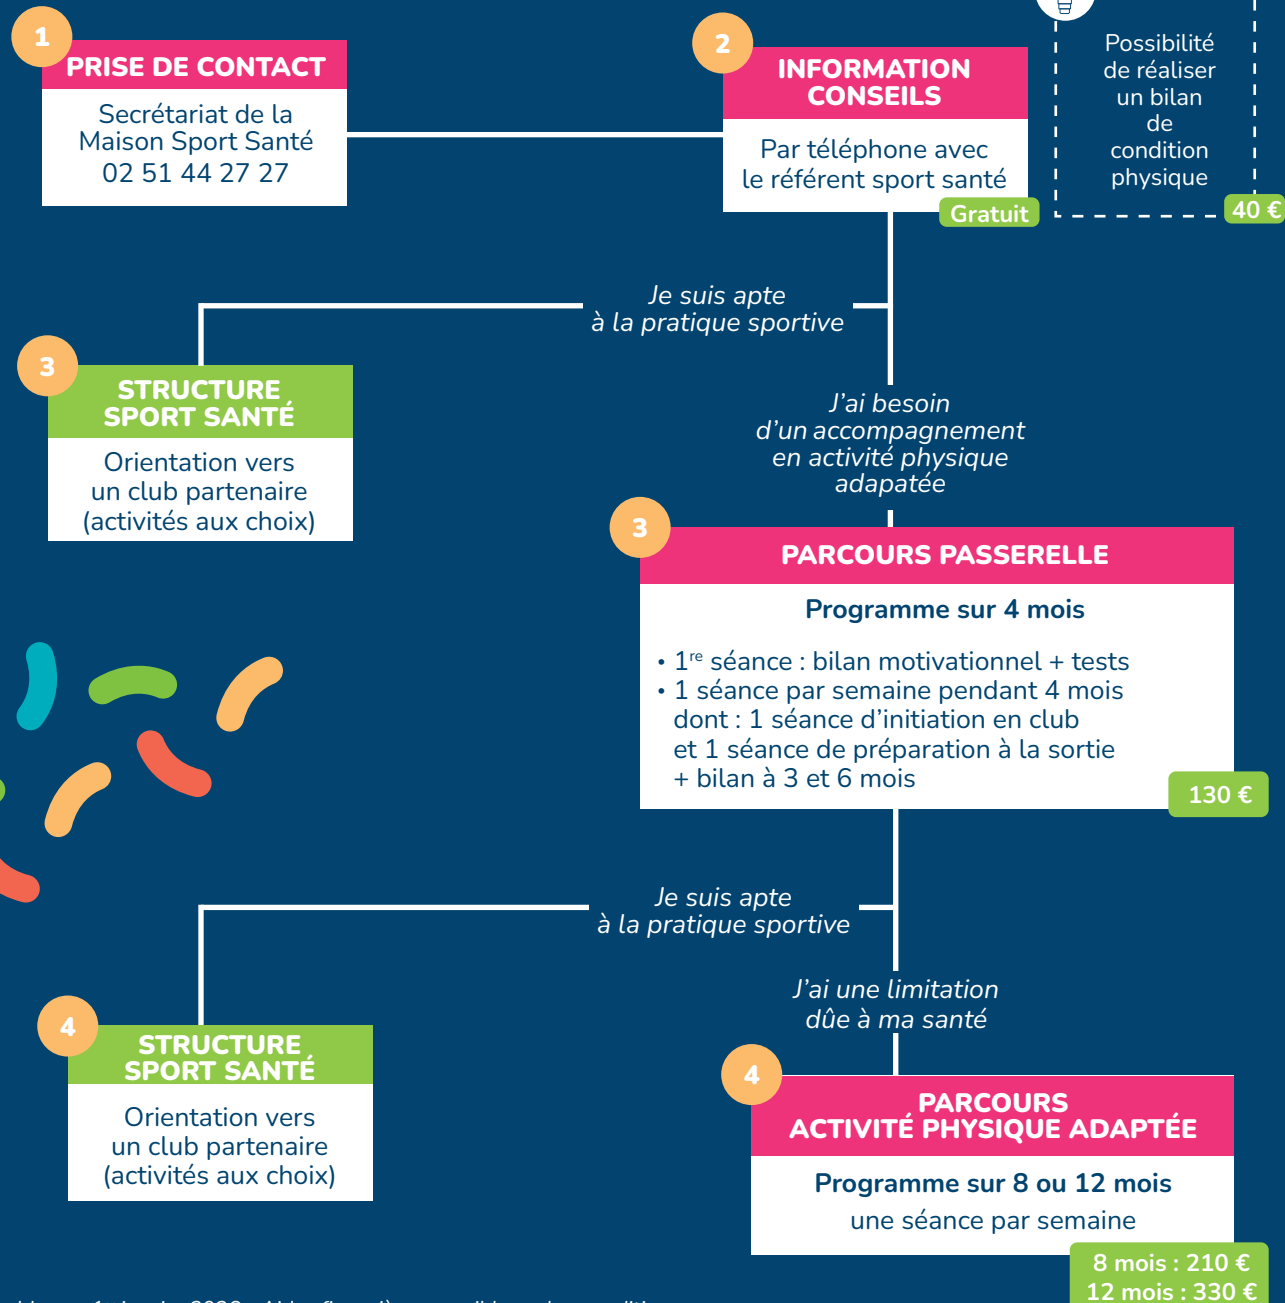 1
PRISE DE CONTACT
Secrétariat de la
Maison Sport Santé
02 51 44 27 27
2
INFORMATION
CONSEILS
Par téléphone avec
le référent sport santé
Gratuit
Possibilité
de réaliser
un bilan
de
condition
physique
40 €
Je suis apte
à la pratique sportive
3
STRUCTURE
SPORT SANTÉ
Orientation vers
un club partenaire
(activités aux choix)
J'ai besoin
d'un accompagnement
en activité physique
adapatée
3
PARCOURS PASSERELLE
Programme sur 4 mois
• 1re séance : bilan motivationnel + tests
• 1 séance par semaine pendant 4 mois
dont : 1 séance d'initiation en club
et 1 séance de préparation à la sortie
+ bilan à 3 et 6 mois
130 €
Je suis apte
à la pratique sportive
4
STRUCTURE
SPORT SANTÉ
Orientation vers
un club partenaire
(activités aux choix)
J'ai une limitation
dûe à ma santé
4
PARCOURS
ACTIVITÉ PHYSIQUE ADAPTÉE
Programme sur 8 ou 12 mois
une séance par semaine
8 mois : 210 €
12 mois : 330 €